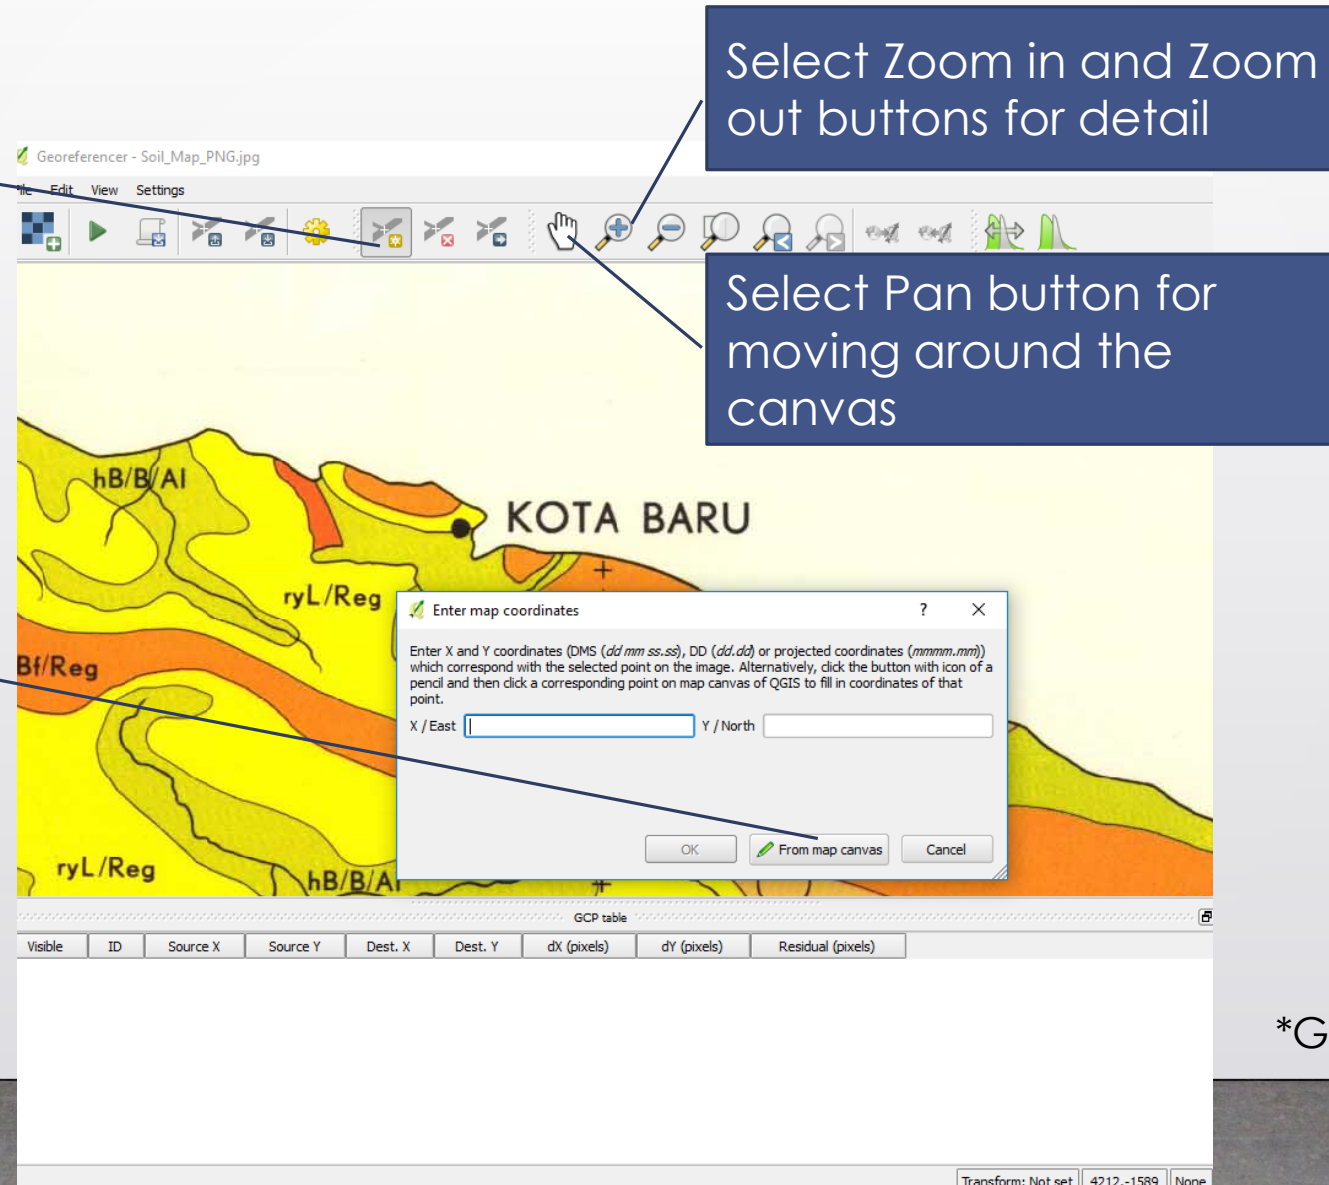 Select Zoom in and Zoom
out buttons for detail
Georeferencer - Soil_Map_PNG.jpg
Edit View Settings
Select Pan button for
moving around the
canvas
hB/B/Al
KOTA BARU
ryL/Reg
Bf/Reg
ryL/Reg
hB/B/Al
Enter map coordinates ? X
Enter X and Y coordinates (DMS (dd mm ss.ss), DD (dd.dd) or projected coordinates (mmmm.mm))
which correspond with the selected point on the image. Alternatively, click the button with icon of a
pencil and then click a corresponding point on map canvas of QGIS to fill in coordinates of that
point.
X / East Y / North
OK From map canvas Cancel
GCP table
Visible ID Source X Source Y Dest. X Dest. Y dX (pixels) dY (pixels) Residual (pixels)
*G
Transform: Not set 4212,-1589 None